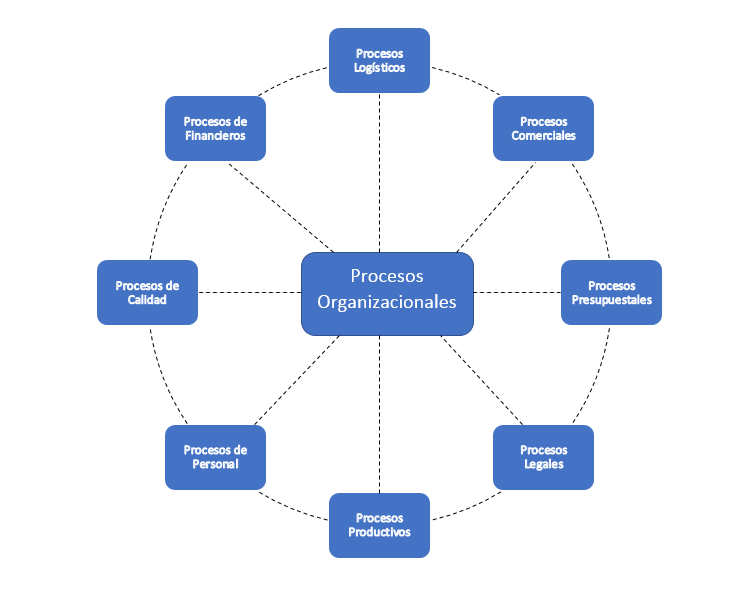 Procesos
Logísticos
Procesos de
Financieros
Procesos
Comerciales
Procesos de
Calidad
Procesos
Organizacionales
Procesos
Presupuestales
Procesos de
Personal
Procesos
Legales
Procesos
Productivos